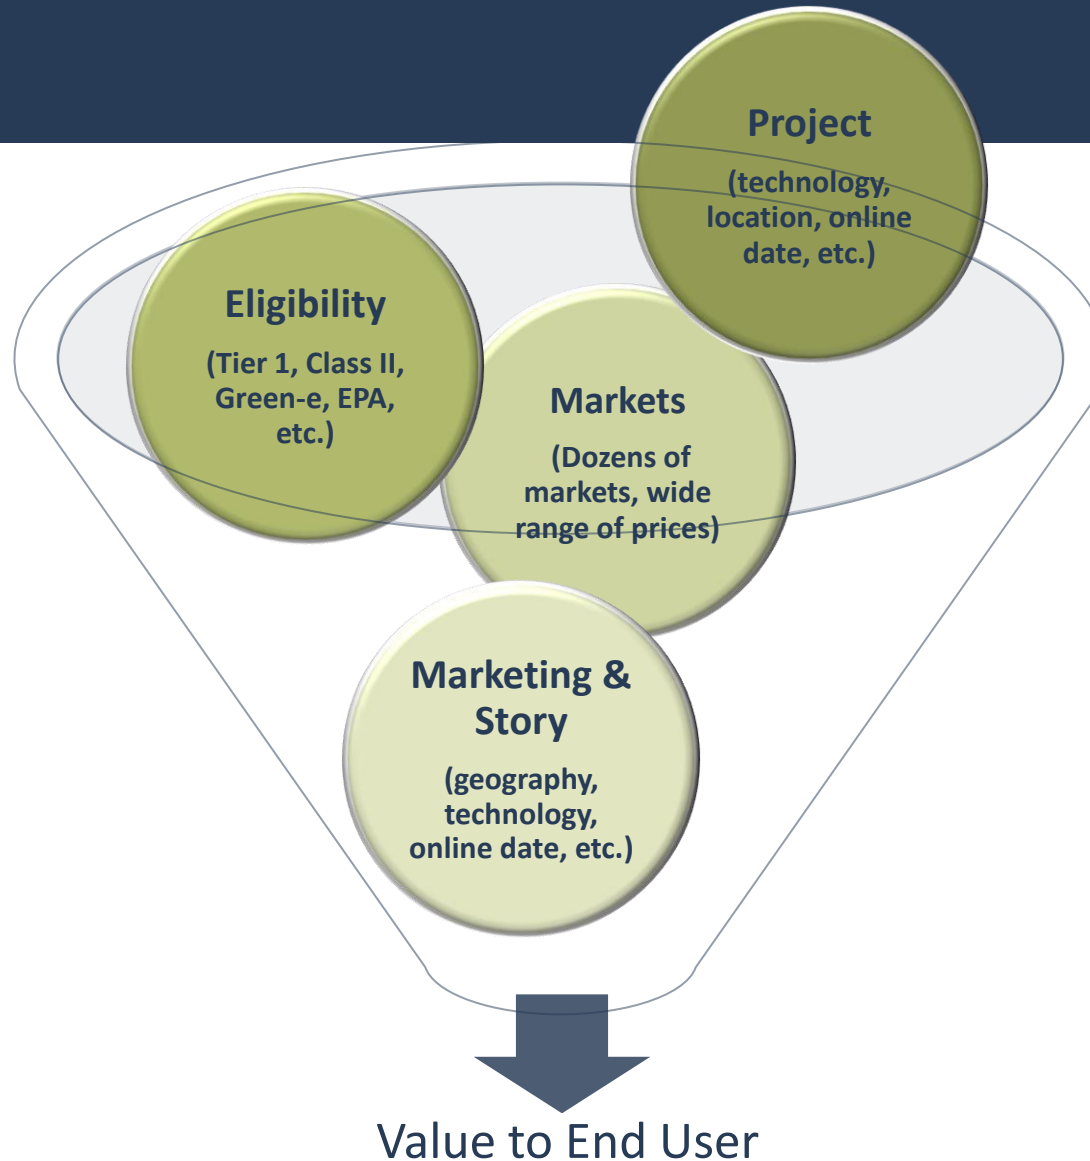 Project
(technology,
location, online
date, etc.)
Eligibility
(Tier 1, Class II,
Green-e, EPA,
etc.)
Markets
(Dozens of
markets, wide
range of prices)
Marketing &
Story
(geography,
technology,
online date, etc.)
Value to End User